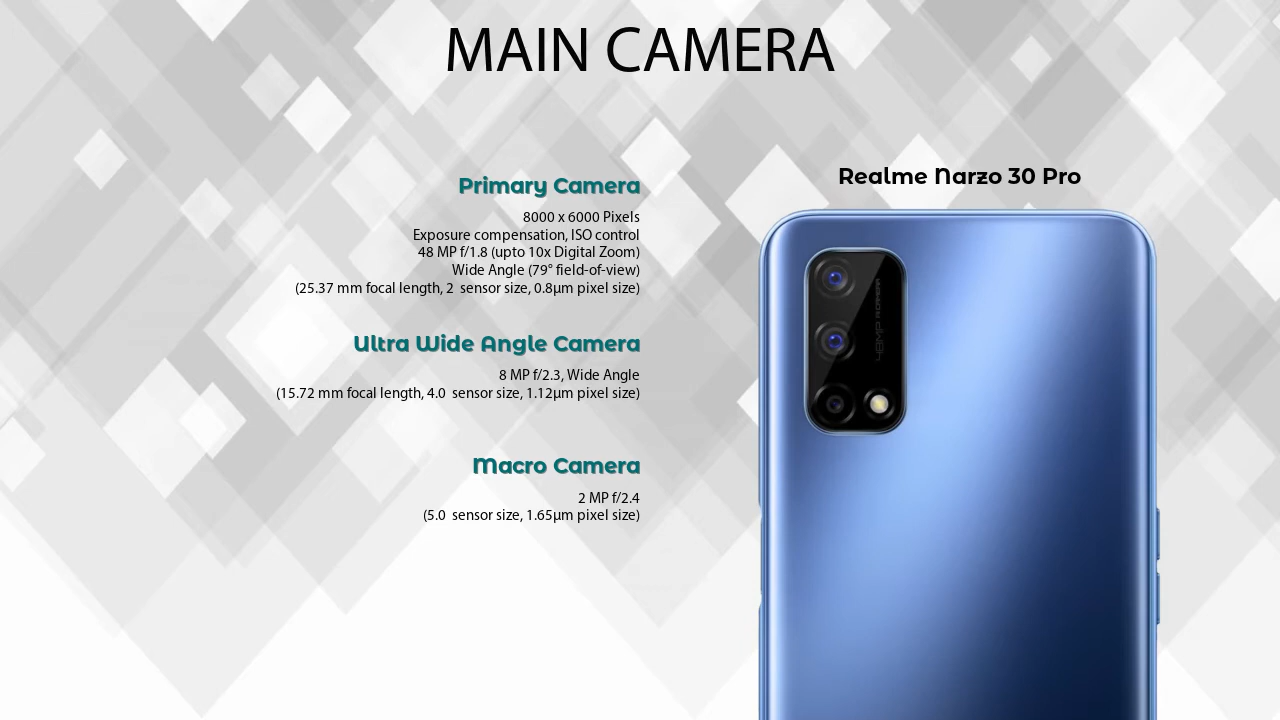 MAIN CAMERA
Primary Camera
8000 x 6000 Pixels
Exposure compensation, ISO control
48 MP f/1.8 (upto 10x Digital Zoom)
Wide Angle (79° field-of-view)
(25.37 mm focal length, 2  sensor size, 0.8µm pixel size)
Ultra Wide Angle Camera
8 MP f/2.3, Wide Angle
(15.72 mm focal length, 4.0  sensor size, 1.12µm pixel size)
Macro Camera
2 MP f/2.4
(5.0  sensor size, 1.65µm pixel size)
Realme Narzo 30 Pro
48MP AI CAMERA